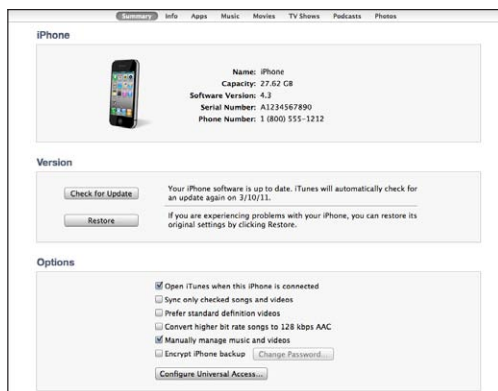 Summary Info Apps Music Movies TV Shows Podcasts Photos
iPhone
Name: iPhone
Capacity: 27.62 GB
Software Version: 4.3
Serial Number: A1234567890
Phone Number: 1 (800) 555-1212
Version
Check for Update
Your iPhone software is up to date. iTunes will automatically check for
an update again on 3/10/11.
Restore
If you are experiencing problems with your iPhone, you can restore its
original settings by clicking Restore.
Options
Open iTunes when this iPhone is connected
Sync only checked songs and videos
Prefer standard definition videos
Convert higher bit rate songs to 128 kbps AAC
Manually manage music and videos
Encrypt iPhone backup Change Password...
Configure Universal Access...